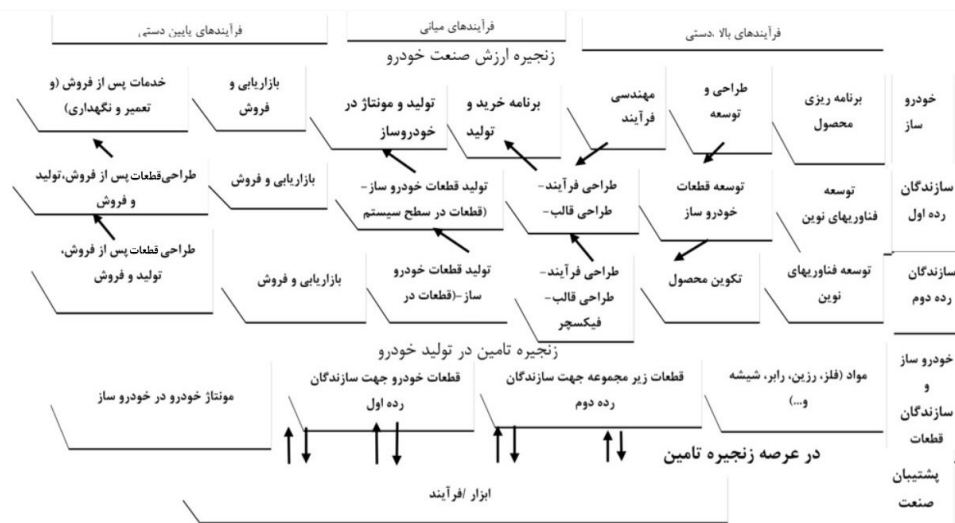 فرآیندهای بالا دستی
فرآیندهای میانی
فرآیندهای پایین دستی
زنجیره ارزش صنعت خودرو
خودرو
ساز
برنامه ریزی
محصول
طراحی و
توسعه
مهندسی
فرآیند
برنامه خرید و
تولید
تولید و مونتاژ در
خودروساز
بازاریابی و
فروش
خدمات پس از فروش (و
تعمیر و نگهداری)
سازندگان
رده اول
توسعه
فناوریهای نوین
توسعه قطعات
خودرو ساز
طراحی فرآیند-
طراحی قالب-
تولید قطعات خودرو ساز-
(قطعات در سطح سیستم
بازاریابی و فروش
طراحی قطعات پس از فروش،تولید
و فروش
سازندگان
رده دوم
توسعه فناوریهای
نوین
تکوین محصول
طراحی فرآیند-
طراحی قالب-
فیکسچر
تولید قطعات خودرو
ساز-(قطعات در
بازاریابی و فروش
طراحی قطعات پس از فروش،
تولید و فروش
زنجیره تامین در تولید خودرو
خودرو ساز
و
سازندگان
قطعات
مواد (فلز، رزین، رابر، شیشه
و...)
قطعات زیر مجموعه جهت سازندگان
رده دوم
قطعات خودرو جهت سازندگان
رده اول
مونتاژ خودرو در خودرو ساز
در عرصه زنجیره تامین
پشتیبان
صنعت
ابزار /فرآیند